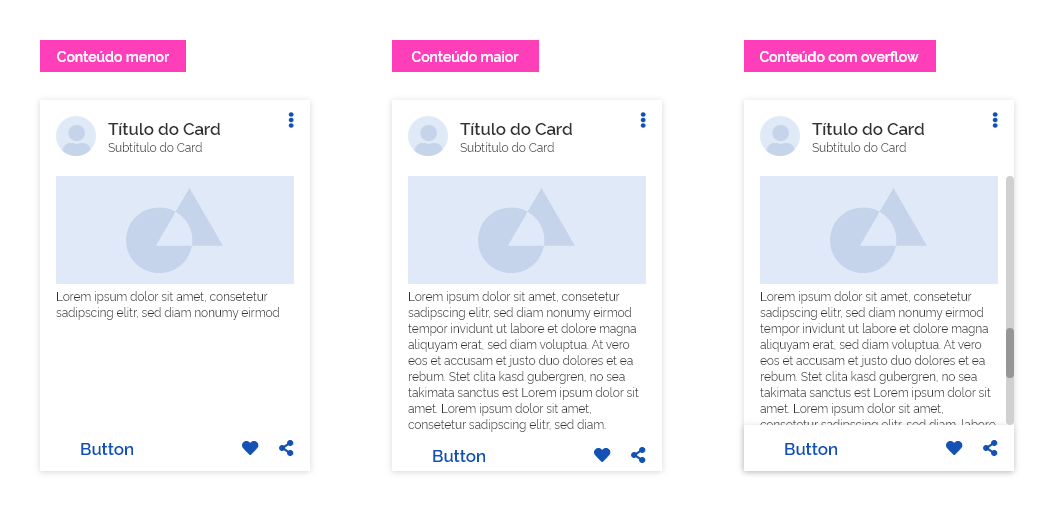 Conteúdo menor
Título do Card
Subtítulo do Card
Lorem ipsum dolor sit amet, consetetur
sadipscing elitr, sed diam nonumy eirmod
Button
Conteúdo maior
Título do Card
Subtítulo do Card
Lorem ipsum dolor sit amet, consetetur
sadipscing elitr, sed diam nonumy eirmod
tempor invidunt ut labore et dolore magna
aliquyam erat, sed diam voluptua. At vero
eos et accusam et justo duo dolores et ea
rebum. Stet clita kasd gubergren, no sea
takimata sanctus est Lorem ipsum dolor sit
amet. Lorem ipsum dolor sit amet,
consetetur sadipscing elitr, sed diam.
Button
Conteúdo com overflow
Título do Card
Subtítulo do Card
Lorem ipsum dolor sit amet, consetetur
sadipscing elitr, sed diam nonumy eirmod
tempor invidunt ut labore et dolore magna
aliquyam erat, sed diam voluptua. At vero
eos et accusam et justo duo dolores et ea
rebum. Stet clita kasd gubergren, no sea
takimata sanctus est Lorem ipsum dolor sit
amet. Lorem ipsum dolor sit amet,
consetetur sadipscing elitr, sed diam, labore
Button